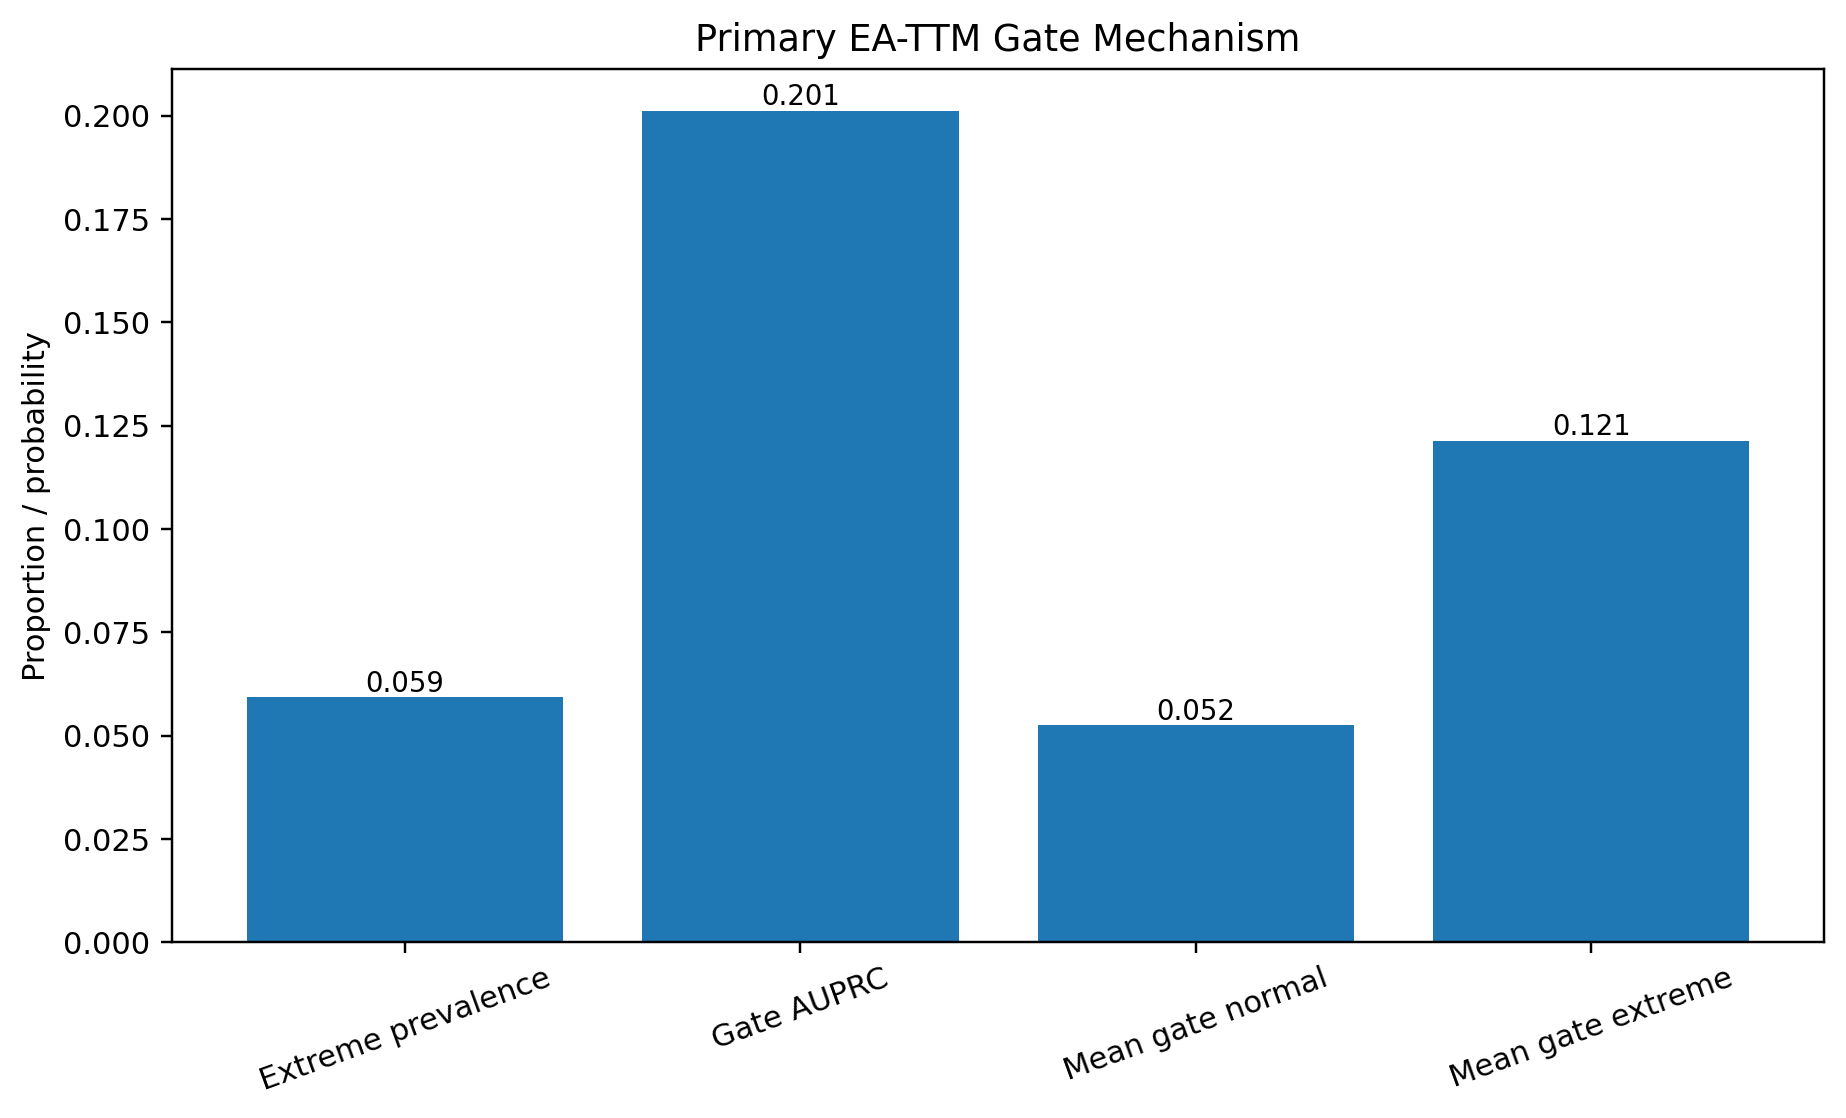 Primary EA-TTM Gate Mechanism
Proportion / probability
0.200
0.175
0.150
0.125
0.100
0.075
0.050
0.025
0.000
0.059
0.201
0.052
0.121
Extreme prevalence
Gate AUPRC
Mean gate normal
Mean gate extreme